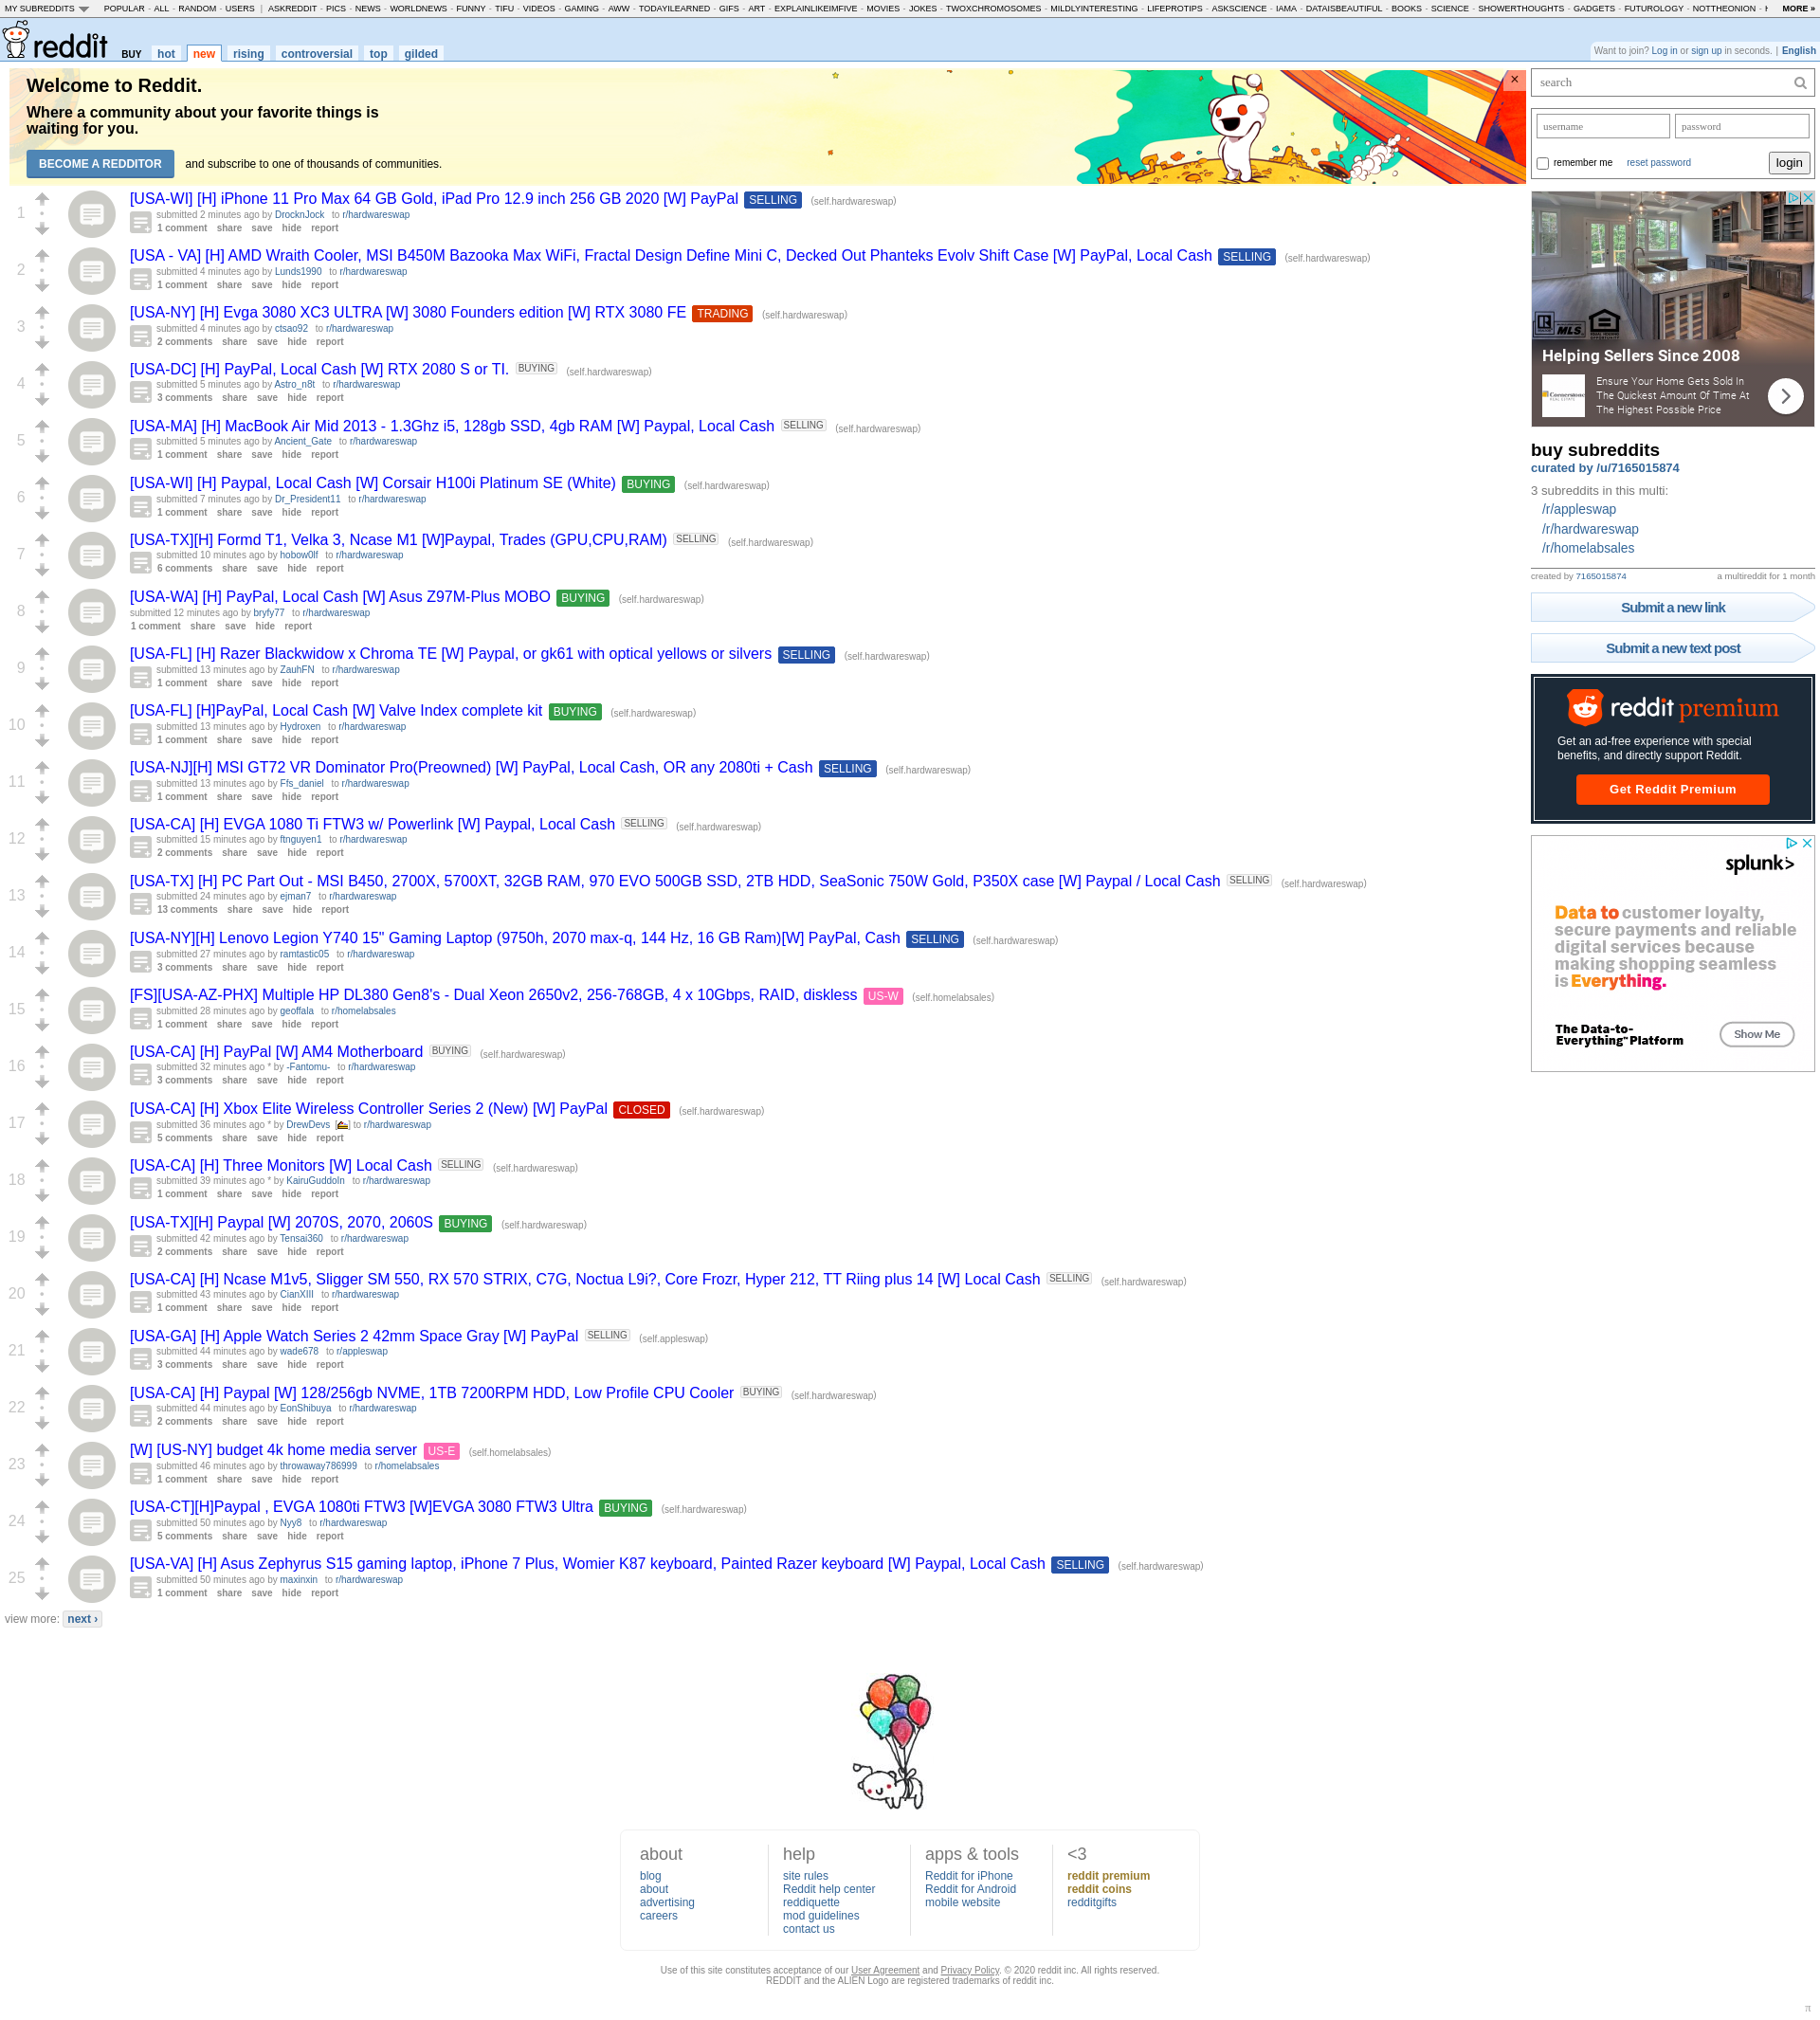 MY SUBREDDITS POPULAR - ALL - RANDOM - USERS | ASKREDDIT - PICS - NEWS - WORLDNEWS - FUNNY - TIFU - VIDEOS - GAMING - AWW - TODAYILEARNED - GIFS - ART - EXPLAINLIKEIMFIVE - MOVIES - JOKES - TWOXCHROMOSOMES - MILDLYINTERESTING - LIFEPROTIPS - ASKSCIENCE - IAMA - DATAISBEAUTIFUL - BOOKS - SCIENCE - SHOWERTHOUGHTS - GADGETS - FUTUROLOGY - NOTTHEONION - MORE »
reddit BUY hot new rising controversial top gilded
Want to join? Log in or sign up in seconds. | English
Welcome to Reddit.
Where a community about your favorite things is
waiting for you.
BECOME A REDDITOR and subscribe to one of thousands of communities.
1
[USA-WI] [H] iPhone 11 Pro Max 64 GB Gold, iPad Pro 12.9 inch 256 GB 2020 [W] PayPal SELLING (self.hardwareswap)
submitted 2 minutes ago by DrocknJock to r/hardwareswap
1 comment share save hide report
2
[USA - VA] [H] AMD Wraith Cooler, MSI B450M Bazooka Max WiFi, Fractal Design Define Mini C, Decked Out Phanteks Evolv Shift Case [W] PayPal, Local Cash SELLING (self.hardwareswap)
submitted 4 minutes ago by Lunds1990 to r/hardwareswap
1 comment share save hide report
3
[USA-NY] [H] Evga 3080 XC3 ULTRA [W] 3080 Founders edition [W] RTX 3080 FE TRADING (self.hardwareswap)
submitted 4 minutes ago by ctsao92 to r/hardwareswap
2 comments share save hide report
4
[USA-DC] [H] PayPal, Local Cash [W] RTX 2080 S or TI. BUYING (self.hardwareswap)
submitted 5 minutes ago by Astro_n8t to r/hardwareswap
3 comments share save hide report
5
[USA-MA] [H] MacBook Air Mid 2013 - 1.3Ghz i5, 128gb SSD, 4gb RAM [W] Paypal, Local Cash SELLING (self.hardwareswap)
submitted 5 minutes ago by Ancient_Gate to r/hardwareswap
1 comment share save hide report
6
[USA-WI] [H] Paypal, Local Cash [W] Corsair H100i Platinum SE (White) BUYING (self.hardwareswap)
submitted 7 minutes ago by Dr_President11 to r/hardwareswap
1 comment share save hide report
7
[USA-TX][H] Formd T1, Velka 3, Ncase M1 [W]Paypal, Trades (GPU,CPU,RAM) SELLING (self.hardwareswap)
submitted 10 minutes ago by hobow0lf to r/hardwareswap
6 comments share save hide report
8
[USA-WA] [H] PayPal, Local Cash [W] Asus Z97M-Plus MOBO BUYING (self.hardwareswap)
submitted 12 minutes ago by bryfy77 to r/hardwareswap
1 comment share save hide report
9
[USA-FL] [H] Razer Blackwidow x Chroma TE [W] Paypal, or gk61 with optical yellows or silvers SELLING (self.hardwareswap)
submitted 13 minutes ago by ZauhFN to r/hardwareswap
1 comment share save hide report
10
[USA-FL] [H]PayPal, Local Cash [W] Valve Index complete kit BUYING (self.hardwareswap)
submitted 13 minutes ago by Hydroxen to r/hardwareswap
1 comment share save hide report
11
[USA-NJ][H] MSI GT72 VR Dominator Pro(Preowned) [W] PayPal, Local Cash, OR any 2080ti + Cash SELLING (self.hardwareswap)
submitted 13 minutes ago by Ffs_daniel to r/hardwareswap
1 comment share save hide report
12
[USA-CA] [H] EVGA 1080 Ti FTW3 w/ Powerlink [W] Paypal, Local Cash SELLING (self.hardwareswap)
submitted 15 minutes ago by ftnguyen1 to r/hardwareswap
2 comments share save hide report
13
[USA-TX] [H] PC Part Out - MSI B450, 2700X, 5700XT, 32GB RAM, 970 EVO 500GB SSD, 2TB HDD, SeaSonic 750W Gold, P350X case [W] Paypal / Local Cash SELLING (self.hardwareswap)
submitted 24 minutes ago by ejman7 to r/hardwareswap
13 comments share save hide report
14
[USA-NY][H] Lenovo Legion Y740 15" Gaming Laptop (9750h, 2070 max-q, 144 Hz, 16 GB Ram)[W] PayPal, Cash SELLING (self.hardwareswap)
submitted 27 minutes ago by ramtastic05 to r/hardwareswap
3 comments share save hide report
15
[FS][USA-AZ-PHX] Multiple HP DL380 Gen8's - Dual Xeon 2650v2, 256-768GB, 4 x 10Gbps, RAID, diskless US-W (self.homelabsales)
submitted 28 minutes ago by geoffala to r/homelabsales
1 comment share save hide report
16
[USA-CA] [H] PayPal [W] AM4 Motherboard BUYING (self.hardwareswap)
submitted 32 minutes ago * by -Fantomu- to r/hardwareswap
3 comments share save hide report
17
[USA-CA] [H] Xbox Elite Wireless Controller Series 2 (New) [W] PayPal CLOSED (self.hardwareswap)
submitted 36 minutes ago * by DrewDevs [ ] to r/hardwareswap
5 comments share save hide report
18
[USA-CA] [H] Three Monitors [W] Local Cash SELLING (self.hardwareswap)
submitted 39 minutes ago * by KairuGuddoIn to r/hardwareswap
1 comment share save hide report
19
[USA-TX][H] Paypal [W] 2070S, 2070, 2060S BUYING (self.hardwareswap)
submitted 42 minutes ago by Tensai360 to r/hardwareswap
2 comments share save hide report
20
[USA-CA] [H] Ncase M1v5, Sligger SM 550, RX 570 STRIX, C7G, Noctua L9i?, Core Frozr, Hyper 212, TT Riing plus 14 [W] Local Cash SELLING (self.hardwareswap)
submitted 43 minutes ago by CianXIII to r/hardwareswap
1 comment share save hide report
21
[USA-GA] [H] Apple Watch Series 2 42mm Space Gray [W] PayPal SELLING (self.appleswap)
submitted 44 minutes ago by wade678 to r/appleswap
3 comments share save hide report
22
[USA-CA] [H] Paypal [W] 128/256gb NVME, 1TB 7200RPM HDD, Low Profile CPU Cooler BUYING (self.hardwareswap)
submitted 44 minutes ago by EonShibuya to r/hardwareswap
2 comments share save hide report
23
[W] [US-NY] budget 4k home media server US-E (self.homelabsales)
submitted 46 minutes ago by throwaway786999 to r/homelabsales
1 comment share save hide report
24
[USA-CT][H]Paypal , EVGA 1080ti FTW3 [W]EVGA 3080 FTW3 Ultra BUYING (self.hardwareswap)
submitted 50 minutes ago by Nyy8 to r/hardwareswap
5 comments share save hide report
25
[USA-VA] [H] Asus Zephyrus S15 gaming laptop, iPhone 7 Plus, Womier K87 keyboard, Painted Razer keyboard [W] Paypal, Local Cash SELLING (self.hardwareswap)
submitted 50 minutes ago by maxinxin to r/hardwareswap
1 comment share save hide report
view more: next ›
search
username password
remember me reset password login
R MLS.
Helping Sellers Since 2008
Cornerstone
REAL ESTATE
Ensure Your Home Gets Sold In
The Quickest Amount Of Time At
The Highest Possible Price
buy subreddits
curated by /u/7165015874
3 subreddits in this multi:
/r/appleswap
/r/hardwareswap
/r/homelabsales
created by 7165015874 a multireddit for 1 month
Submit a new link
Submit a new text post
reddit premium
Get an ad-free experience with special
benefits, and directly support Reddit.
Get Reddit Premium
splunk>
Data to customer loyalty,
secure payments and reliable
digital services because
making shopping seamless
is Everything.
The Data-to-
Everything™ Platform
Show Me
about
blog
about
advertising
careers
help
site rules
Reddit help center
reddiquette
mod guidelines
contact us
apps & tools
Reddit for iPhone
Reddit for Android
mobile website
<3
reddit premium
reddit coins
redditgifts
Use of this site constitutes acceptance of our User Agreement and Privacy Policy. © 2020 reddit inc. All rights reserved.
REDDIT and the ALIEN Logo are registered trademarks of reddit inc.
π